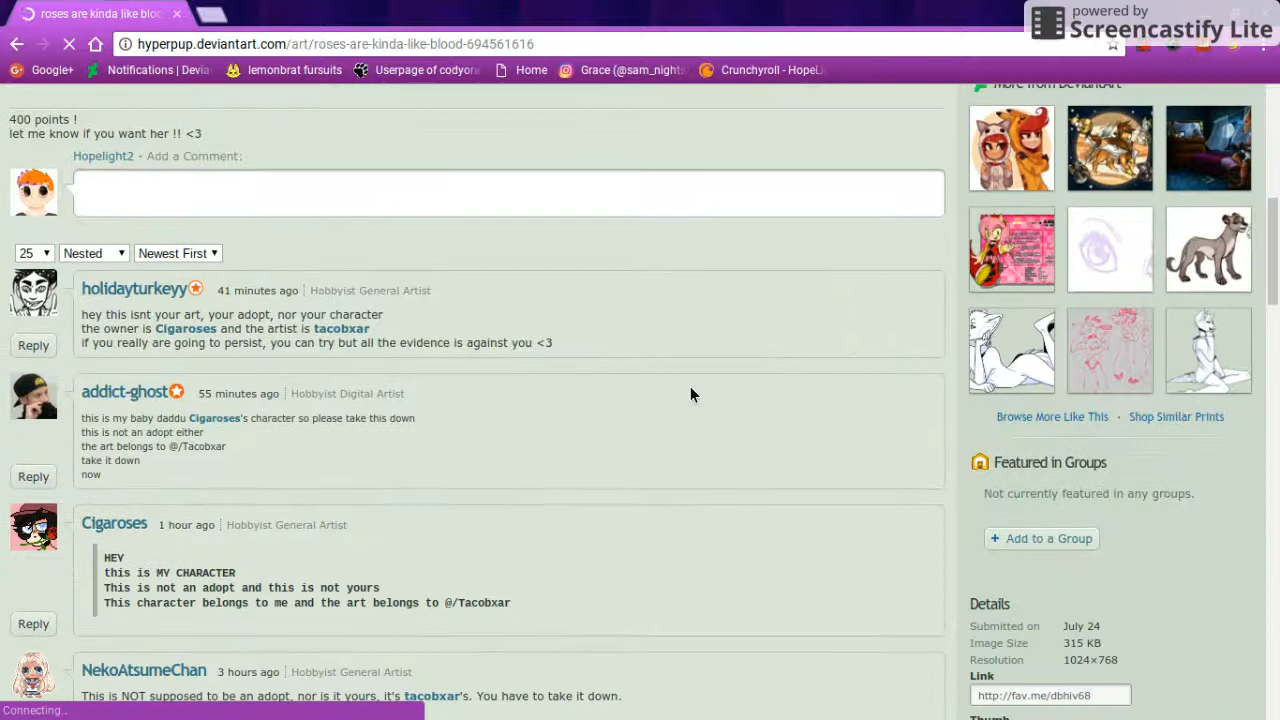 roses are kinda like bloo
powered by
Screencastify Lite
hyperpup.deviantart.com/art/roses-are-kinda-like-blood-694561616
Google+ Notifications | Devia lemonbrat fursuits Userpage of codyor Home Grace (@sam_nights Crunchyroll - HopeLi
More from DeviantArt
400 points !
let me know if you want her !! <3
Hopelight2 - Add a Comment:
25 Nested Newest First
holidayturkeyy 41 minutes ago | Hobbyist General Artist
hey this isnt your art, your adopt, nor your character
the owner is Cigaroses and the artist is tacobxar
if you really are going to persist, you can try but all the evidence is against you <3
Reply
addict-ghost 55 minutes ago | Hobbyist Digital Artist
this is my baby daddu Cigaroses's character so please take this down
this is not an adopt either
the art belongs to @/Tacobxar
take it down
now
Reply
Cigaroses 1 hour ago | Hobbyist General Artist
HEY
this is MY CHARACTER
This is not an adopt and this is not yours
This character belongs to me and the art belongs to @/Tacobxar
Reply
NekoAtsumeChan 3 hours ago | Hobbyist General Artist
This is NOT supposed to be an adopt, nor is it yours, it's tacobxar's. You have to take it down.
Connecting...
Browse More Like This · Shop Similar Prints
Featured in Groups
Not currently featured in any groups.
+ Add to a Group
Details
Submitted on July 24
Image Size 315 KB
Resolution 1024×768
Link
http://fav.me/dbhiv68
Thumb